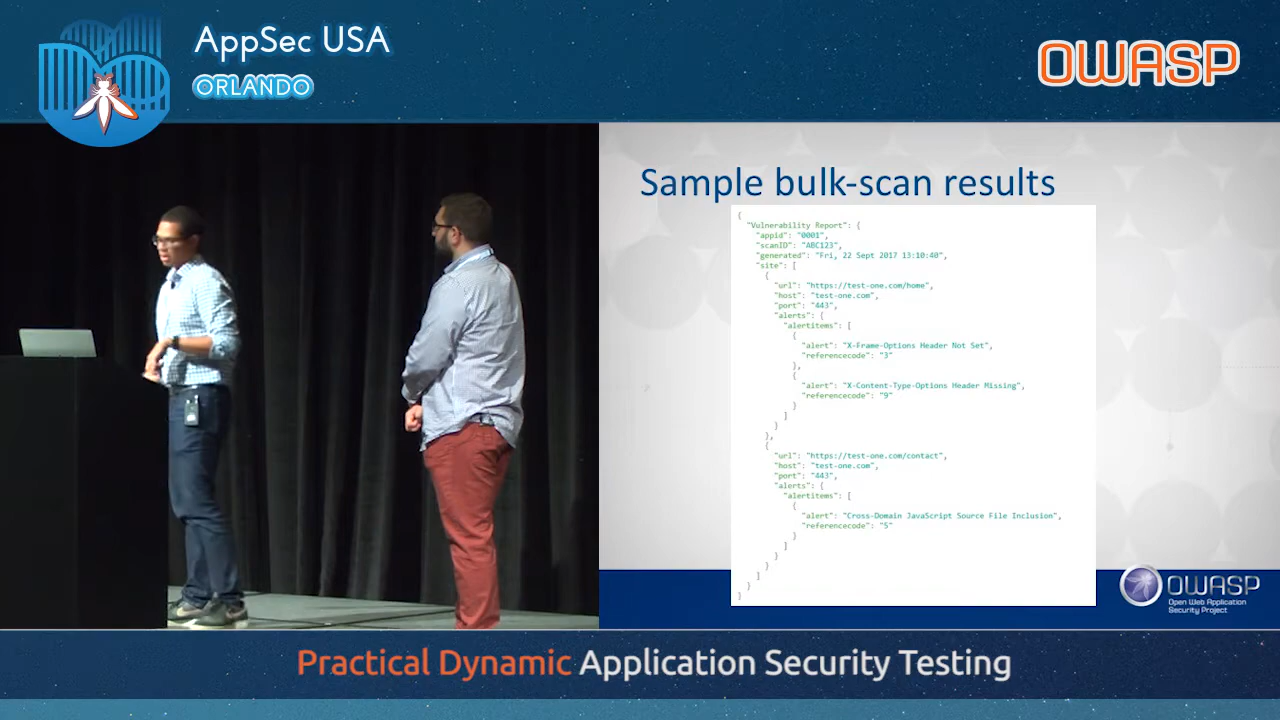 AppSec USA
ORLANDO
OWASP
Sample bulk-scan results
{
"Vulnerability Report": {
"appid": "0001",
"scanID": "ABC123",
"generated": "Fri, 22 Sept 2017 13:10:40",
"site": [
{
"url": "https://test-one.com/home",
"host": "test-one.com",
"port": "443",
"alerts": {
"alertitems": [
{
"alert": "X-Frame-Options Header Not Set",
"referencecode": "3"
},
{
"alert": "X-Content-Type-Options Header Missing",
"referencecode": "9"
}
]
}
},
{
"url": "https://test-one.com/contact",
"host": "test-one.com",
"port": "443",
"alerts": {
"alertitems": [
{
"alert": "Cross-Domain JavaScript Source File Inclusion",
"referencecode": "5"
}
]
}
}
]
}
]
OWASP
Open Web Application
Security Project
Practical Dynamic Application Security Testing